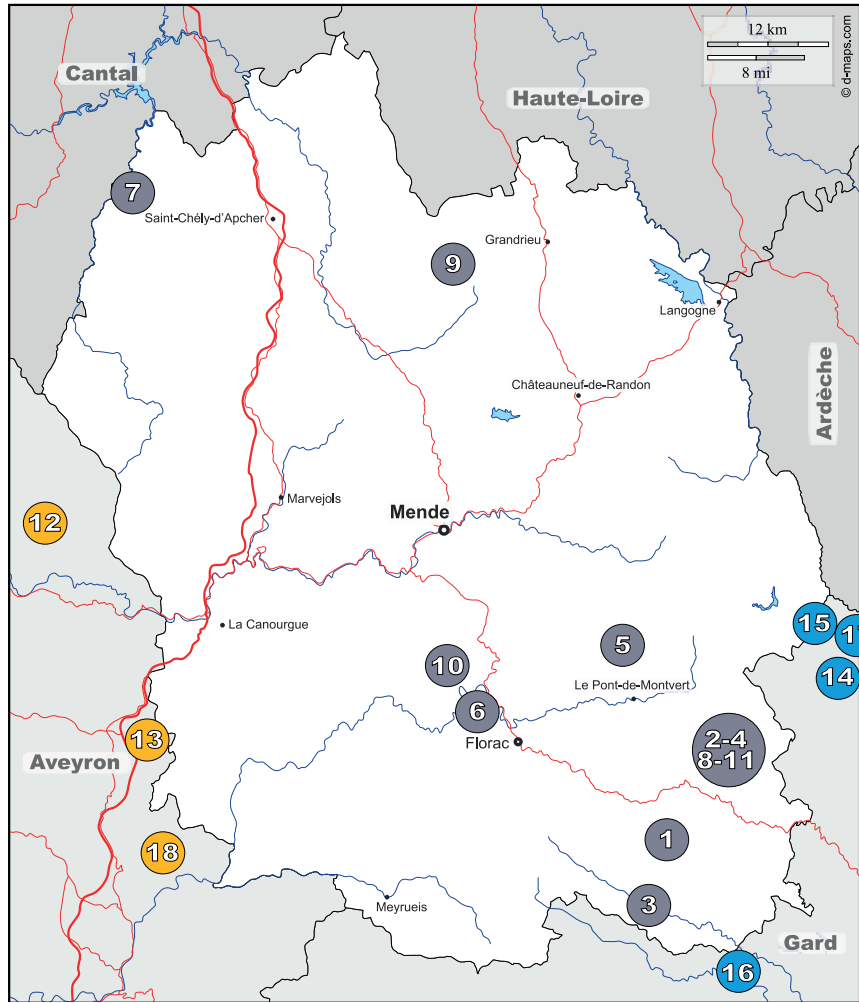 12 km
8 mi
© d-maps.com
Cantal
Haute-Loire
7
Saint-Chély-d'Apcher
Grandrieu
9
Langogne
Ardèche
Châteauneuf-de-Randon
Marvejols
Mende
12
La Canourgue
15
1
5
10
14
Le Pont-de-Montvert
6
13
Florac
2-4
8-11
Aveyron
1
18
Meyrueis
3
Gard
16